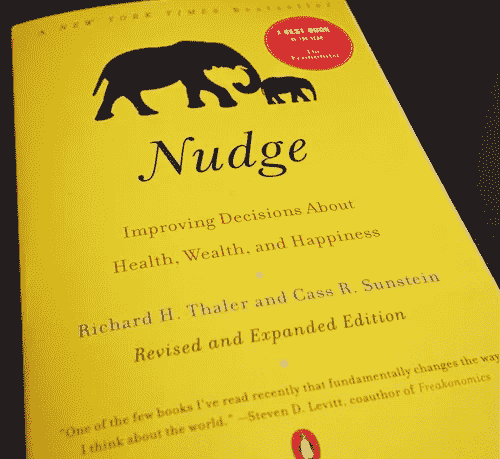 A NEW YORK TIMES Bestseller
A BEST BOOK
OF THE YEAR
The
Economist
Nudge
Improving Decisions About
Health, Wealth, and Happiness
Richard H. Thaler and Cass R. Sunstein
Revised and Expanded Edition
"One of the few books I've read recently that fundamentally changes the way
I think about the world." —Steven D. Levitt, coauthor of Freakonomics